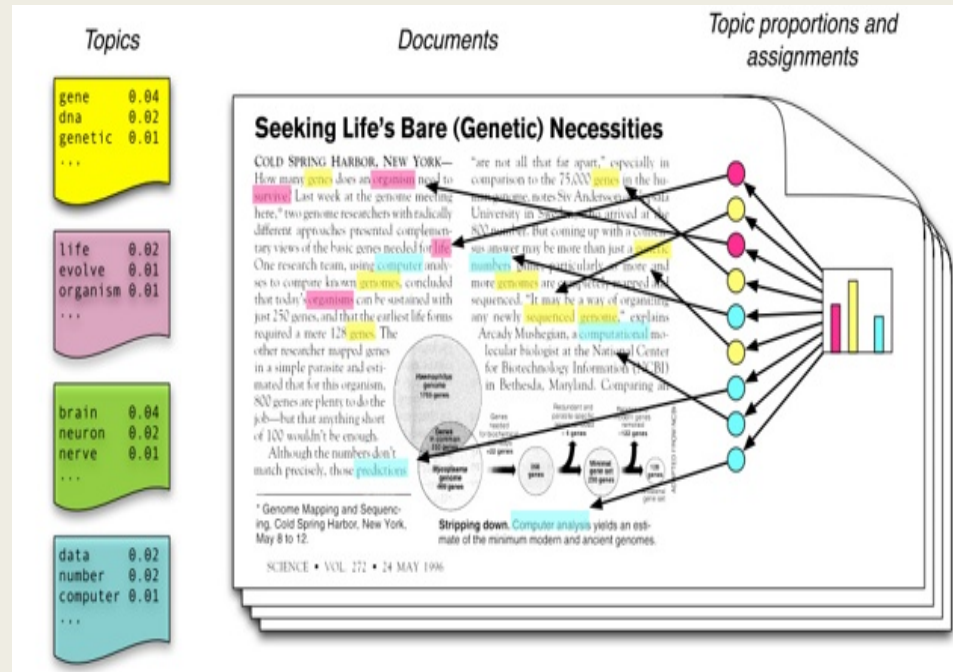 Topics
gene 0.04
dna 0.02
genetic 0.01
...
life 0.02
evolve 0.01
organism 0.01
...
brain 0.04
neuron 0.02
nerve 0.01
...
data 0.02
number 0.02
computer 0.01
...
Documents
Seeking Life's Bare (Genetic) Necessities
COLD SPRING HARBOR, NEW YORK—
How many genes does an organism need to
survive? Last week at the genome meeting
here,* two genome researchers with radically
different approaches presented complemen-
tary views of the basic genes needed for life
One research team, using computer analy-
ses to compare known genomes, concluded
that today's organisms can be sustained with
just 250 genes, and that the earliest life forms
required a mere 128 genes. The
other researcher mapped genes
in a simple parasite and esti-
mated that for this organism,
800 genes are plenty to do the
job—but that anything short
of 100 wouldn't be enough.
Although the numbers don't
match precisely, those predictions
* Genome Mapping and Sequenc-
ing, Cold Spring Harbor, New York,
May 8 to 12.
"are not all that far apart," especially in
comparison to the 75,000 genes in the hu-
genome, notes Siv Andersson
University in arrived at the
800 number. But coming up with a
sus answer may be more than just a
numbers particularly more and
more genomes are completely mapped and
sequenced. "It may be a way of organizing
any newly sequenced genome," explains
Arcady Mushegian, a computational mo-
lecular biologist at the National Center
for Biotechnology Information (NCBI)
in Bethesda, Maryland. Comparing an
Haemophilus
genome
1703 genes
Genes
in common
Mycoplasma
genome
genes
Genes
needed
Redundant and
genes
removed
Minimal
gene set
250 genes
Stripping down. Computer analysis yields an esti-
mate of the minimum modern and ancient genomes.
SCIENCE • VOL. 272 • 24 MAY 1996
Topic proportions and
assignments